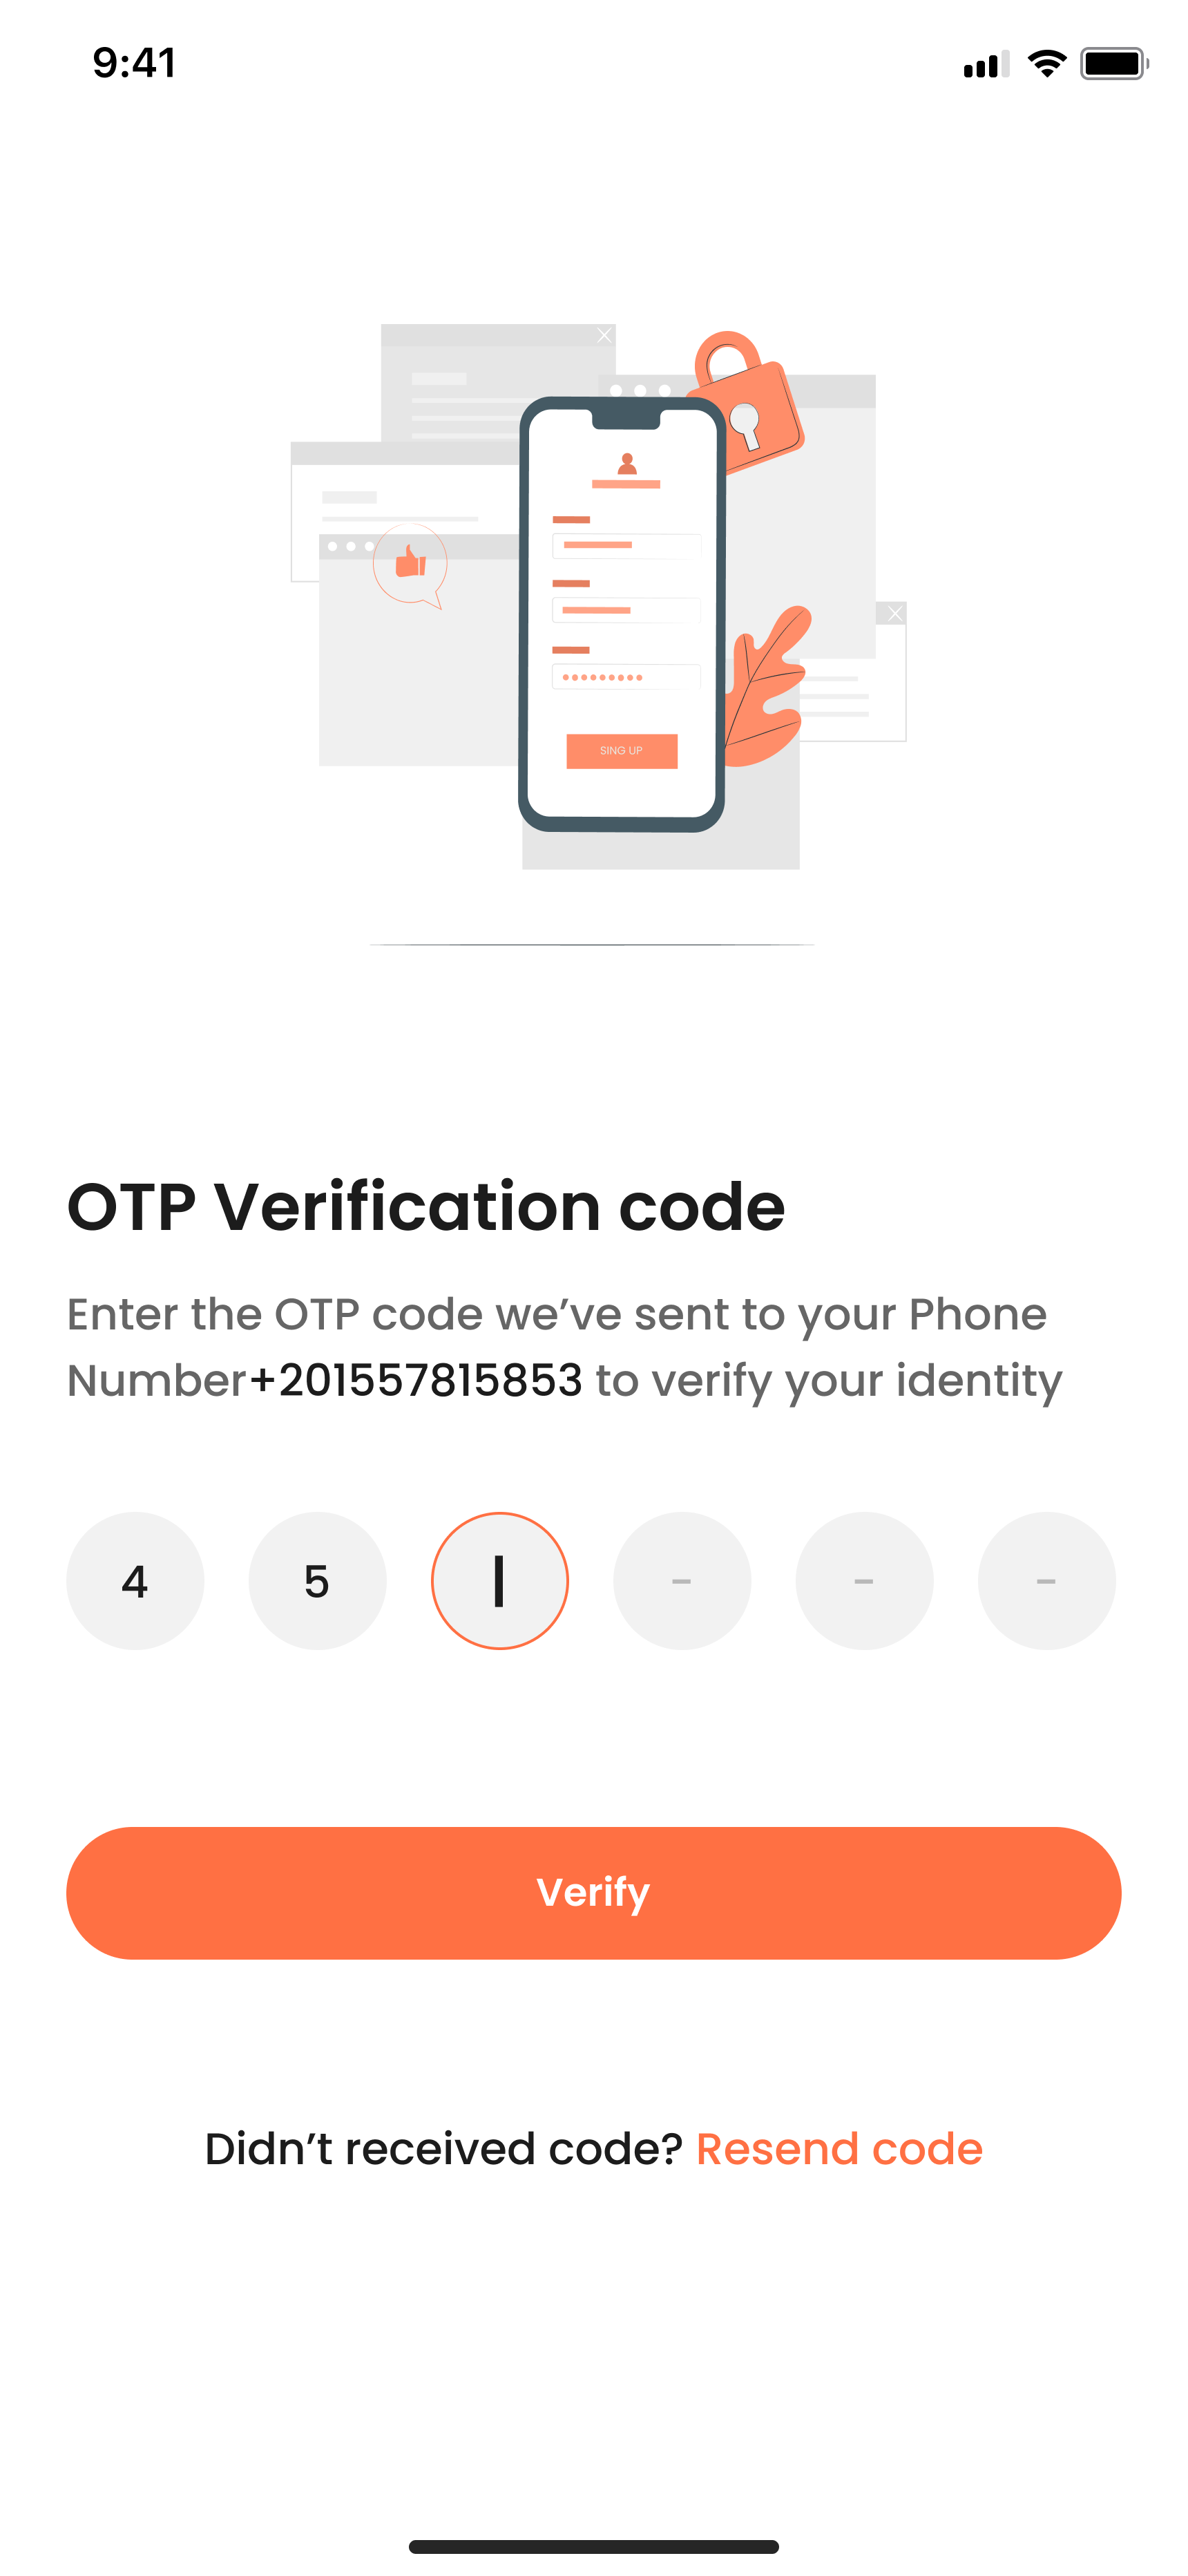 9:41
SING UP
OTP Verification code
Enter the OTP code we’ve sent to your Phone
Number+201557815853 to verify your identity
4 5 | - - -
Verify
Didn’t received code? Resend code